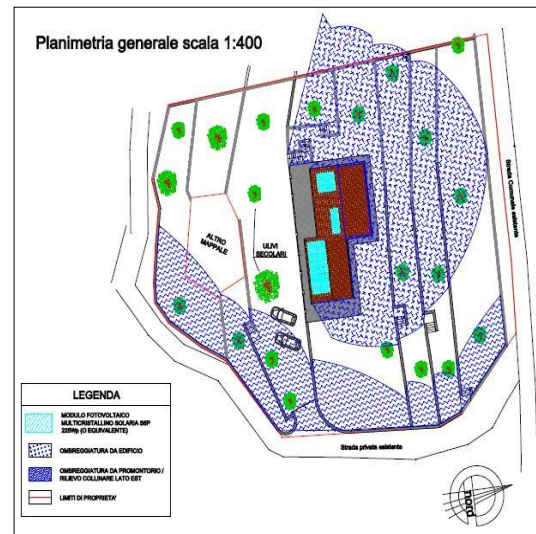 Planimetria generale scala 1:400
Strada Comunale esistente
ALTRO
MAPPALE
ULIVI
SECOLARI
LEGENDA
MODULO FOTOVOLTAICO
MULTICRISTALLINO SOLARIA S6P
225Wp (O EQUIVALENTE)
OMBREGGIATURA DA EDIFICIO
OMBREGGIATURA DA PROMONTORIO /
RILIEVO COLLINARE LATO EST
LIMITI DI PROPRIETA'
Strada privata esistente
nord